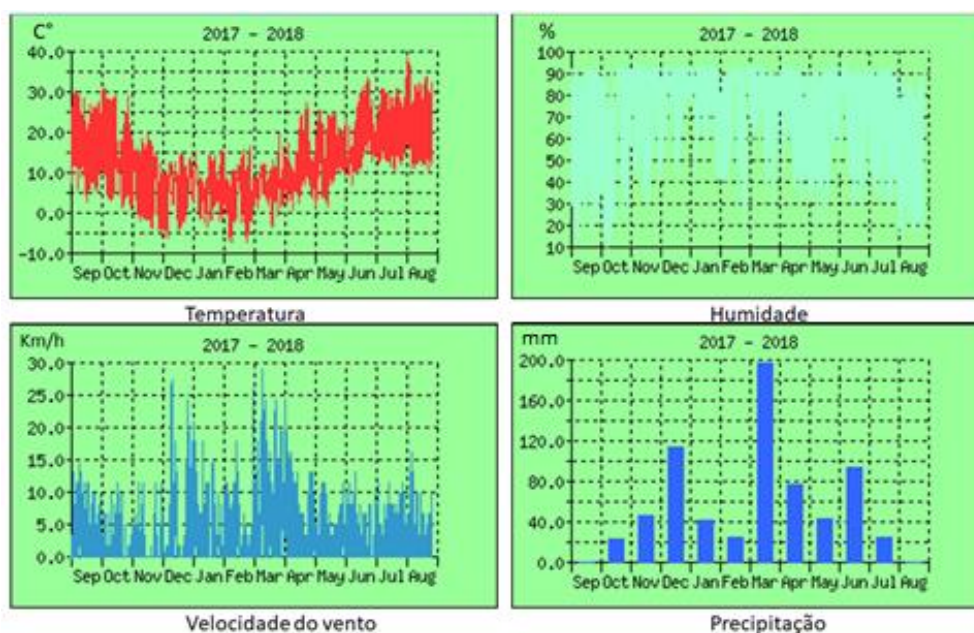 C°
2017 - 2018
40.0
30.0
20.0
10.0
0.0
-10.0
Sep Oct Nov Dec Jan Feb Mar Apr May Jun Jul Aug
Temperatura
%
2017 - 2018
100
90
80
70
60
50
40
30
20
10
Sep Oct Nov Dec Jan Feb Mar Apr May Jun Jul Aug
Humidade
Km/h
2017 - 2018
30.0
25.0
20.0
15.0
10.0
5.0
0.0
Sep Oct Nov Dec Jan Feb Mar Apr May Jun Jul Aug
Velocidade do vento
mm
2017 - 2018
200.0
160.0
120.0
80.0
40.0
0.0
Sep Oct Nov Dec Jan Feb Mar Apr May Jun Jul Aug
Precipitação